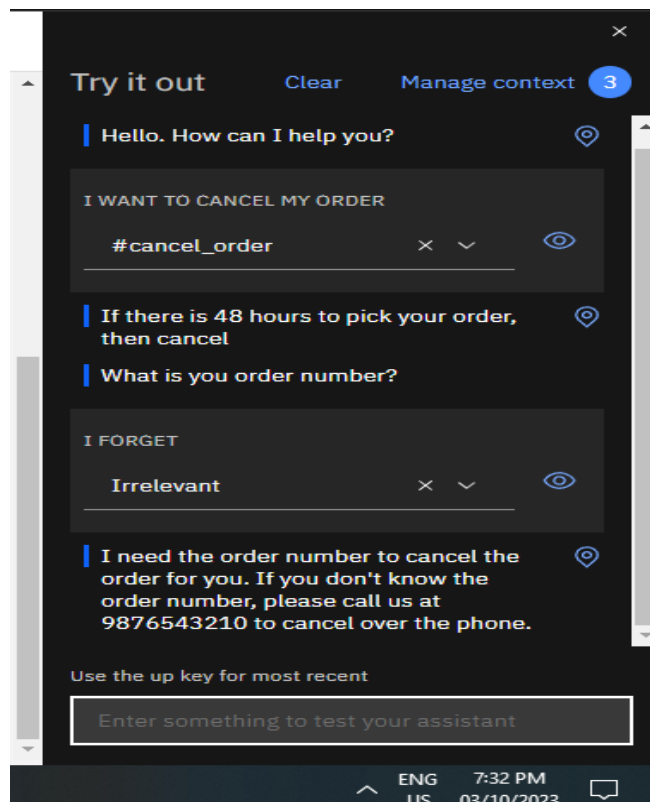 Try it out Clear Manage context 3
Hello. How can I help you?
I WANT TO CANCEL MY ORDER
#cancel_order
If there is 48 hours to pick your order,
then cancel
What is you order number?
I FORGET
Irrelevant
I need the order number to cancel the
order for you. If you don't know the
order number, please call us at
9876543210 to cancel over the phone.
Use the up key for most recent
Enter something to test your assistant
ENG 7:32 PM
US 03/10/2023